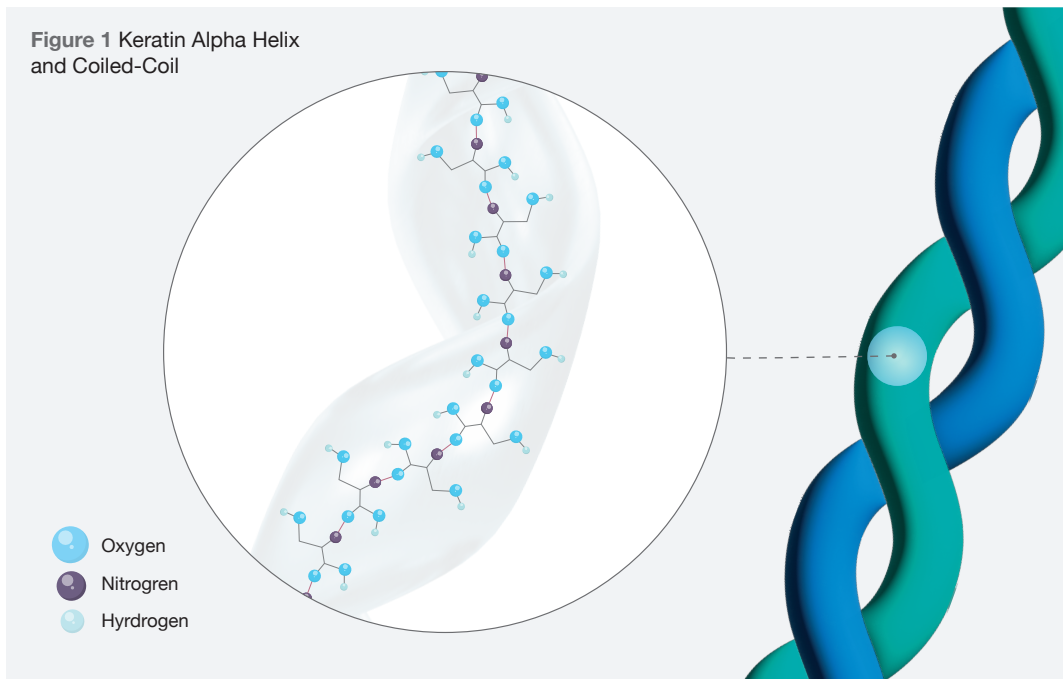 Figure 1 Keratin Alpha Helix
and Coiled-Coil
Oxygen
Nitrogren
Hyrdrogen